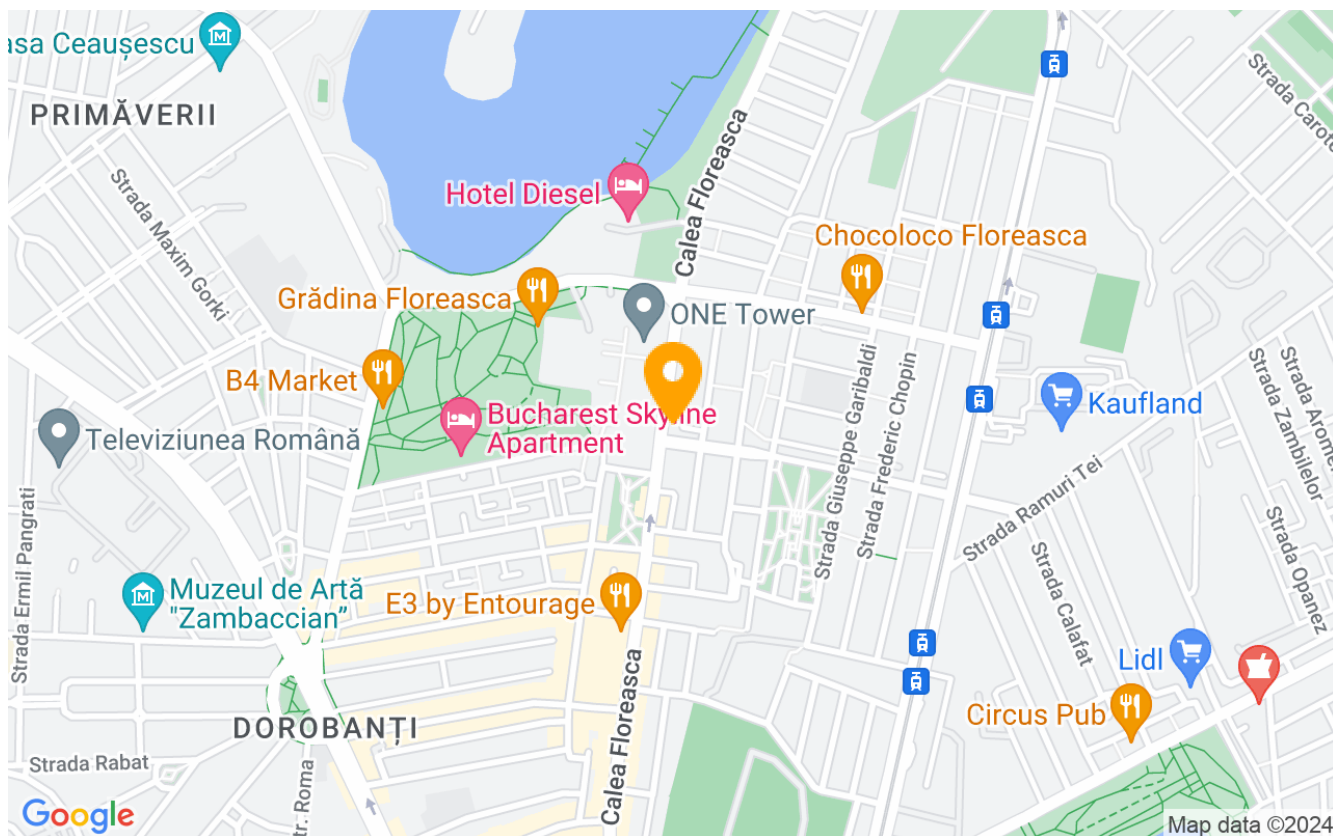 asa Ceaușescu
PRIMĂVERII
Strada Maxim Gorki
Calea Floreasca
Strada Carote
Hotel Diesel
Chocoloco Floreasca
Grădina Floreasca
ONE Tower
B4 Market
Bucharest Skyline
Apartment
Televiziunea Română
Kaufland
Strada Giuseppe Garibaldi
Strada Frederic Chopin
Strada Arome
Strada Zambilelor
Strada Ramuri Tei
Strada Ermil Pangrati
Strada Opanez
Strada Calafat
Muzeul de Artă
"Zambaccian"
E3 by Entourage
Lidl
Circus Pub
Calea Floreasca
DOROBANȚI
Strada Rabat
tr. Roma
Google
Map data ©2024